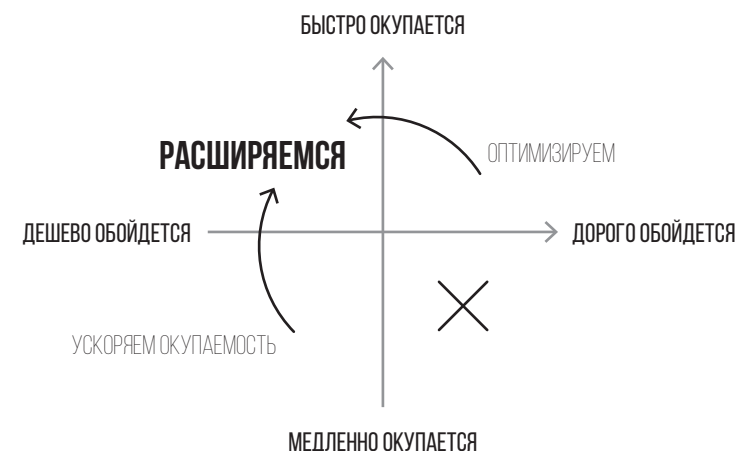 БЫСТРО ОКУПАЕТСЯ
РАСШИРЯЕМСЯ
ОПТИМИЗИРУЕМ
ДЕШЕВО ОБОЙДЕТСЯ
ДОРОГО ОБОЙДЕТСЯ
УСКОРЯЕМ ОКУПАЕМОСТЬ
МЕДЛЕННО ОКУПАЕТСЯ